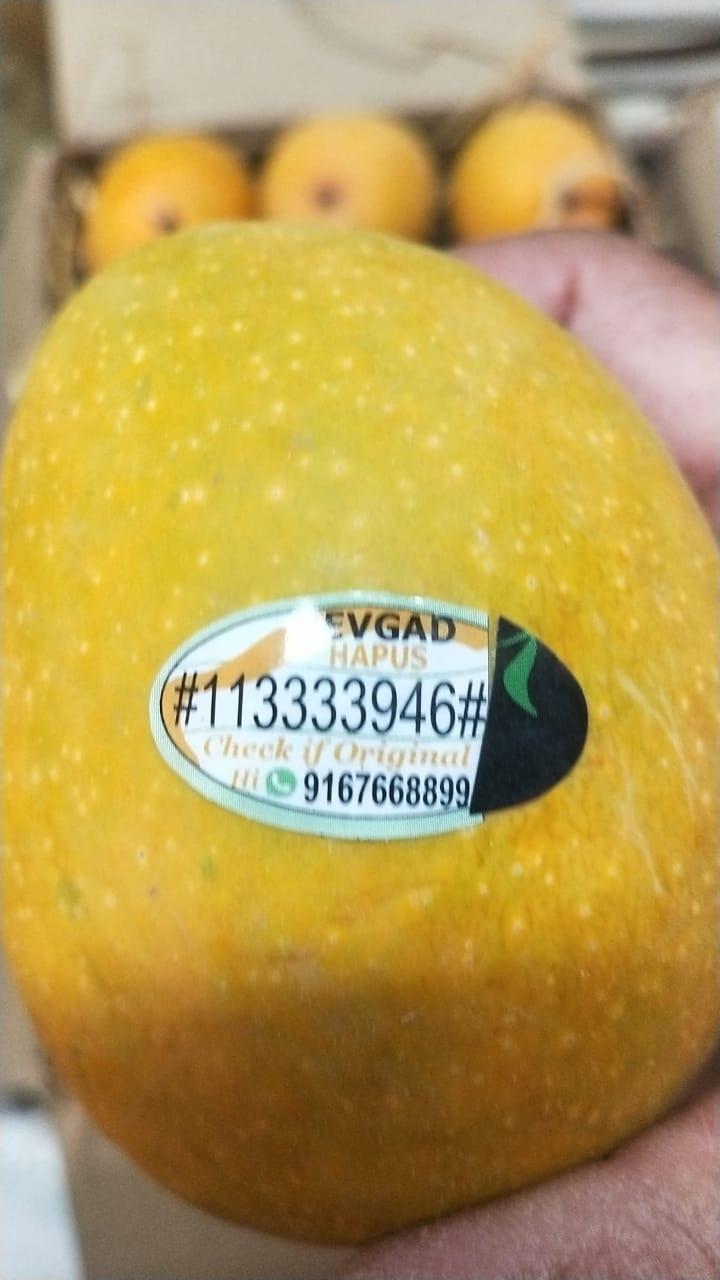 EVGAD
HAPUS
#113333946#
Check if Original
Hi 9167668899